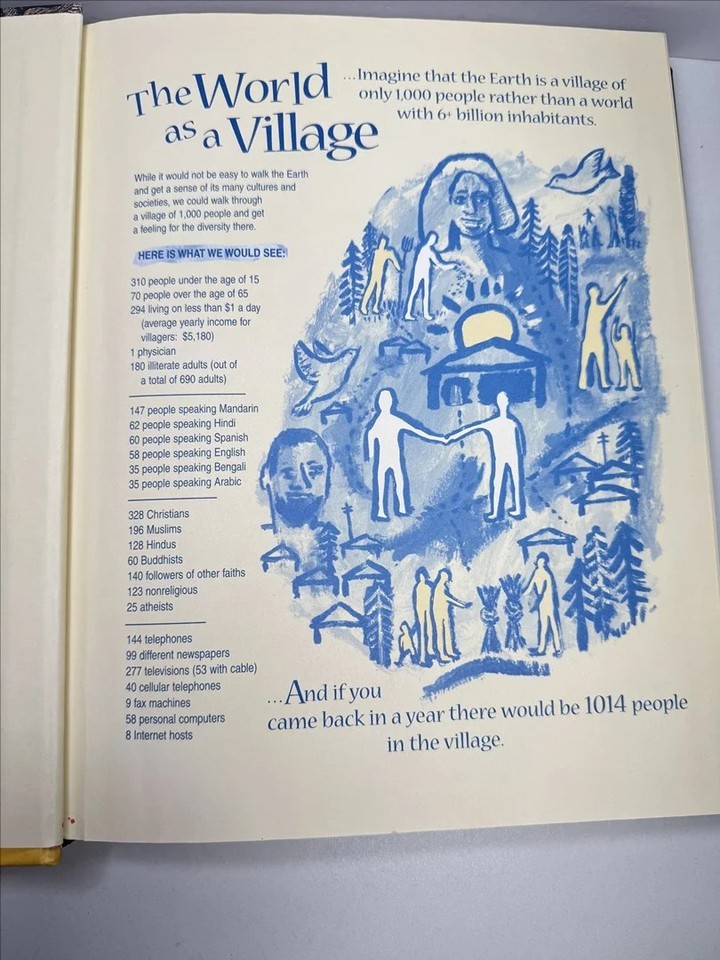 The World
as a Village
...Imagine that the Earth is a village of
only 1,000 people rather than a world
with 6+ billion inhabitants.
While it would not be easy to walk the Earth
and get a sense of its many cultures and
societies, we could walk through
a village of 1,000 people and get
a feeling for the diversity there.
HERE IS WHAT WE WOULD SEE:
310 people under the age of 15
70 people over the age of 65
294 living on less than $1 a day
(average yearly income for
villagers: $5,180)
1 physician
180 illiterate adults (out of
a total of 690 adults)
147 people speaking Mandarin
62 people speaking Hindi
60 people speaking Spanish
58 people speaking English
35 people speaking Bengali
35 people speaking Arabic
328 Christians
196 Muslims
128 Hindus
60 Buddhists
140 followers of other faiths
123 nonreligious
25 atheists
144 telephones
99 different newspapers
277 televisions (53 with cable)
40 cellular telephones
9 fax machines
58 personal computers
8 Internet hosts
...And if you
came back in a year there would be 1014 people
in the village.